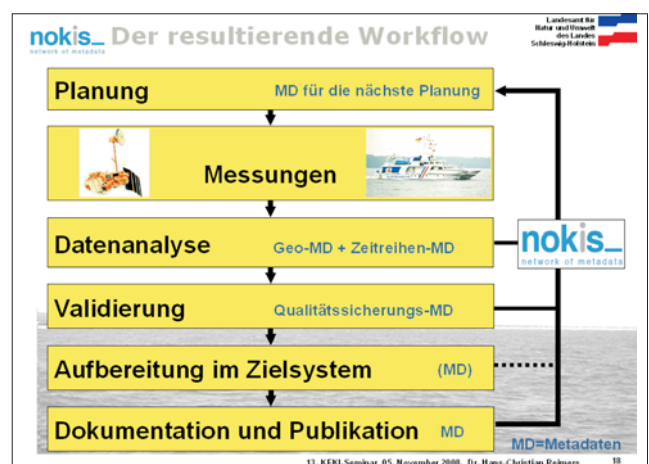 nokis_
network of metadata
Der resultierende Workflow
Landesamt für
Natur und Umwelt
des Landes
Schleswig-Holstein
Planung MD für die nächste Planung
Messungen
Datenanalyse Geo-MD + Zeitreihen-MD
nokis_
network of metadata
Validierung Qualitätssicherungs-MD
Aufbereitung im Zielsystem (MD)
Dokumentation und Publikation MD
MD=Metadaten
13. KFKI-Seminar, 05. November 2008, Dr. Hans-Christian Reimers 18